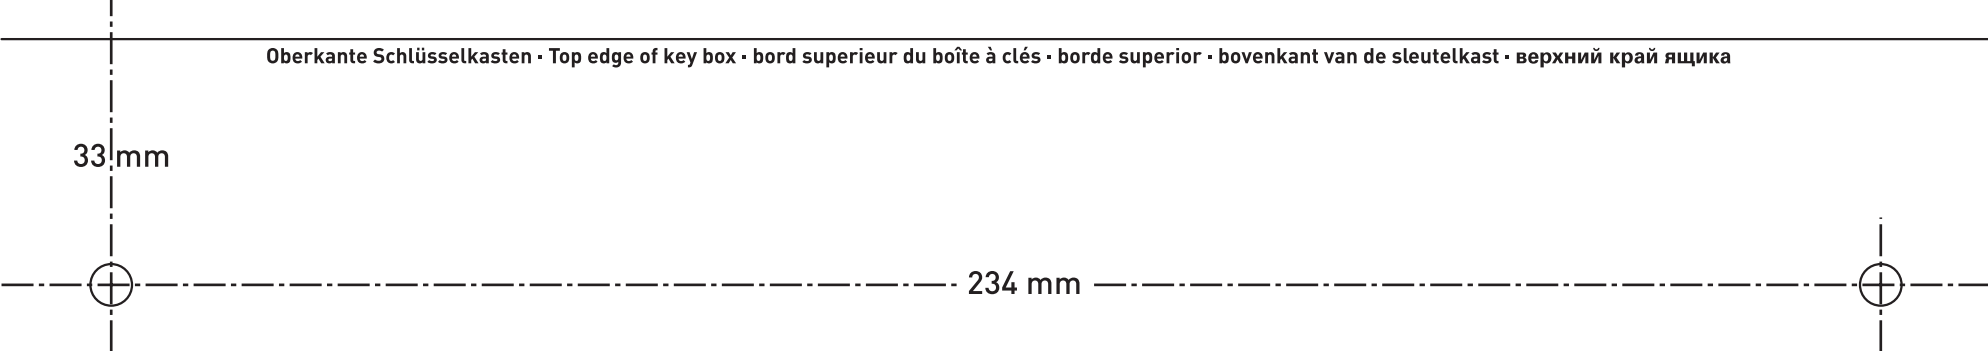 Oberkante Schlüsselkasten · Top edge of key box · bord superieur du boîte à clés · borde superior · bovenkant van de sleutelkast · верхний край ящика
33 mm
234 mm